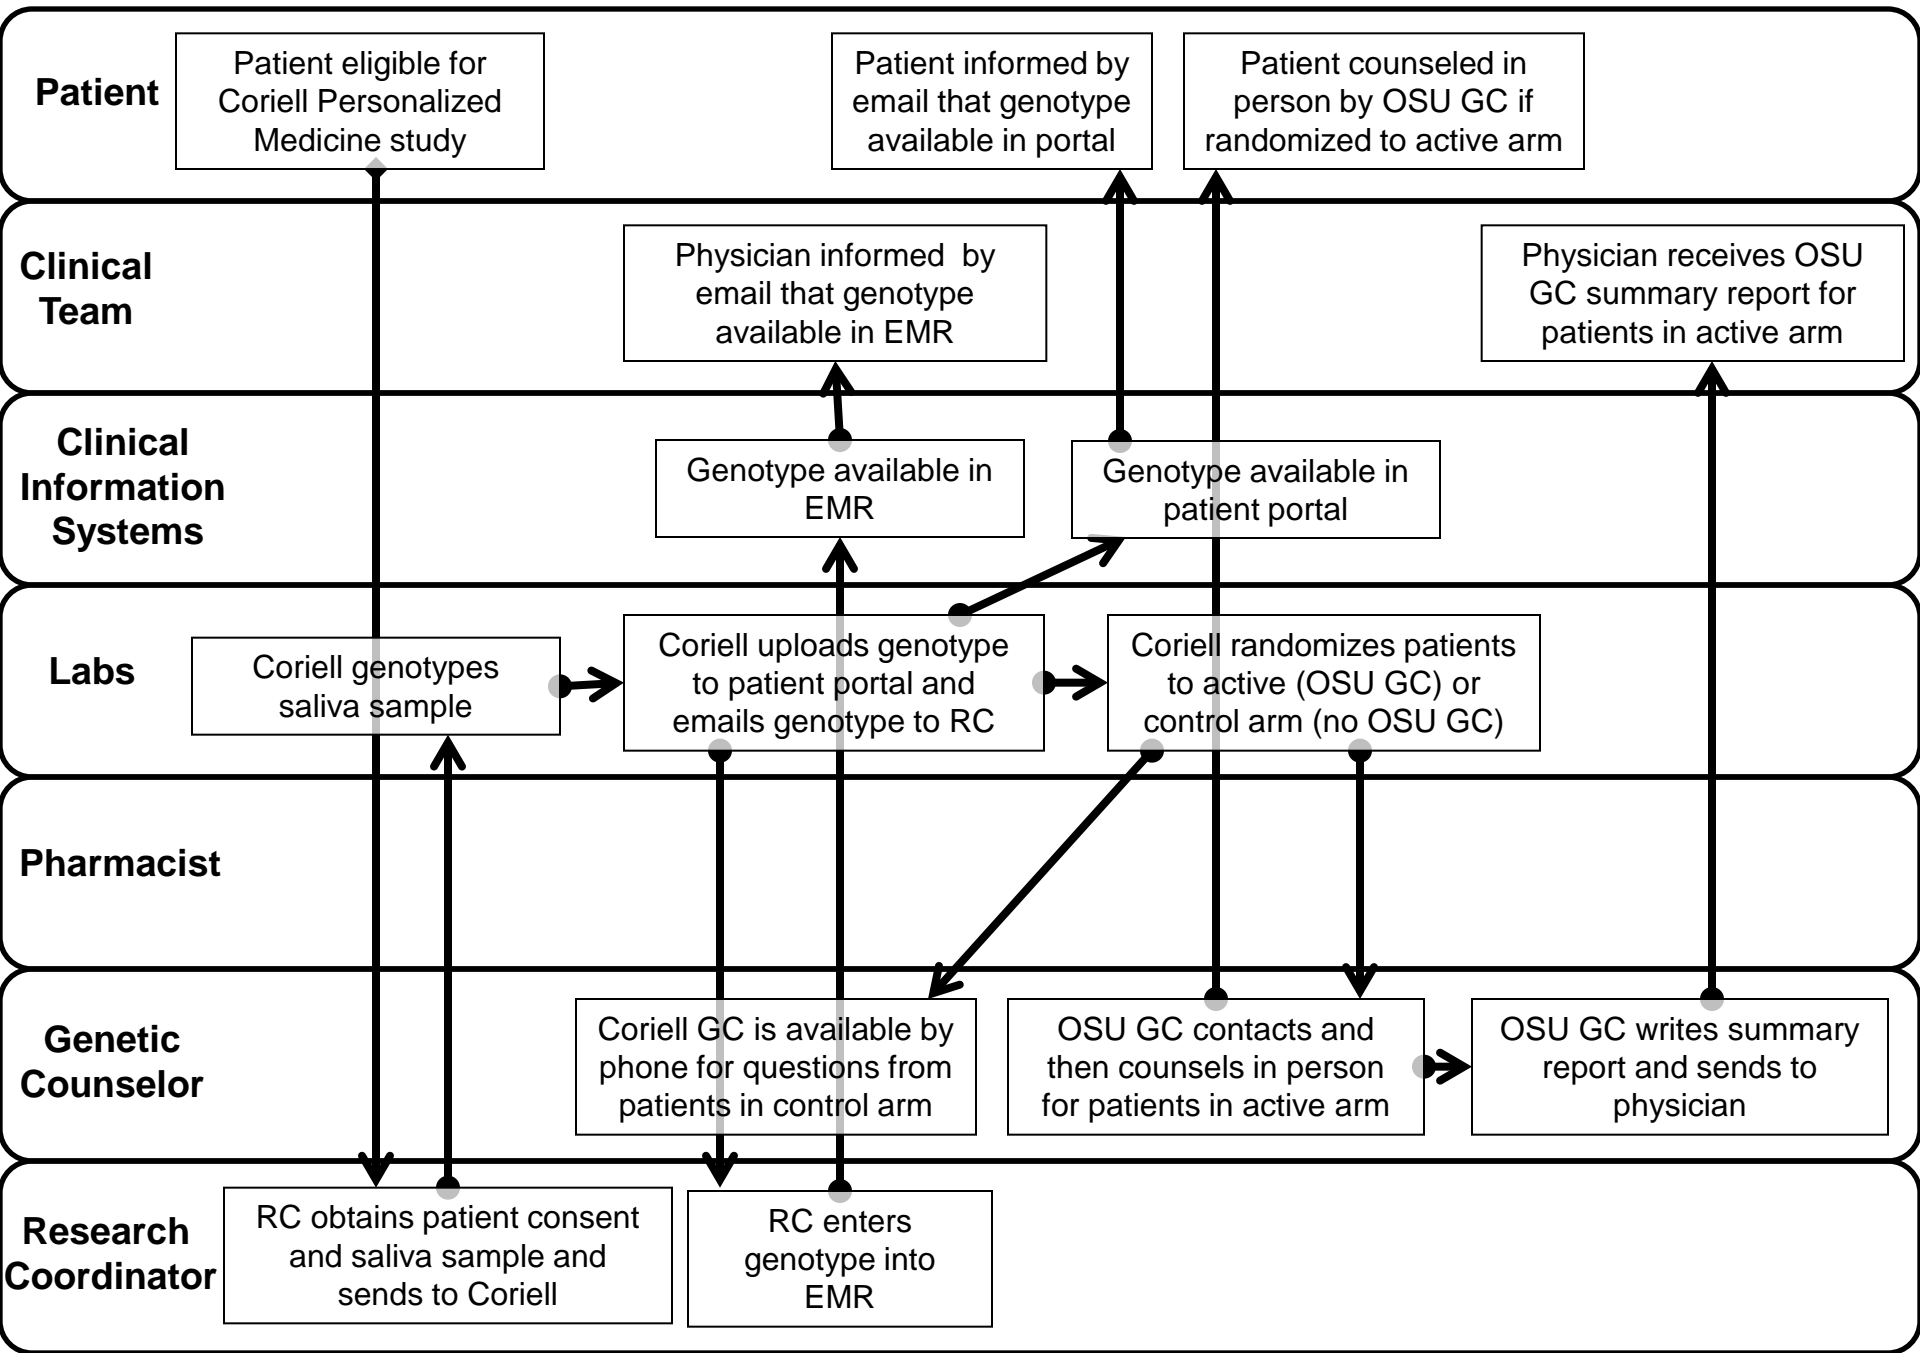 Patient
Patient eligible for
Coriell Personalized
Medicine study
Patient informed by
email that genotype
available in portal
Patient counseled in
person by OSU GC if
randomized to active arm
Clinical
Team
Physician informed  by
email that genotype
available in EMR
Physician receives OSU
GC summary report for
patients in active arm
Clinical
Information
Systems
Genotype available in
EMR
Genotype available in
patient portal
Labs
Coriell genotypes
saliva sample
Coriell uploads genotype
to patient portal and
emails genotype to RC
Coriell randomizes patients
to active (OSU GC) or
control arm (no OSU GC)
Pharmacist
Genetic
Counselor
Coriell GC is available by
phone for questions from
patients in control arm
OSU GC contacts and
then counsels in person
for patients in active arm
OSU GC writes summary
report and sends to
physician
Research
Coordinator
RC obtains patient consent
and saliva sample and
sends to Coriell
RC enters
genotype into
EMR